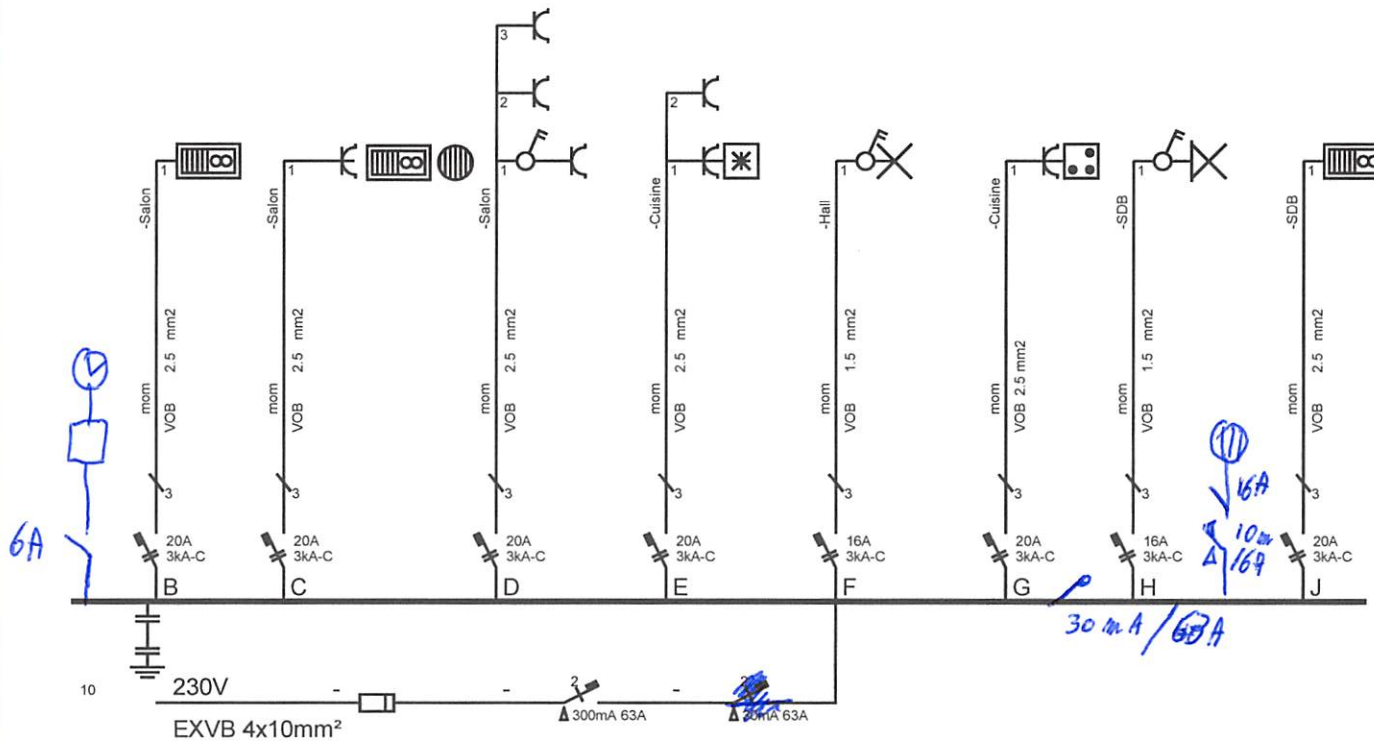 3
2
2
1
1
1
1
1
1
1
1
-Salon
-Salon
-Salon
-Cuisine
-Hall
-Cuisine
-SDB
-SDB
mom
VOB
2.5 mm2
mom
VOB
2.5 mm2
mom
VOB
2.5 mm2
mom
VOB
2.5 mm2
mom
VOB
1.5 mm2
mom
VOB 2.5 mm2
mom
VOB
1.5 mm2
mom
VOB
2.5 mm2
3
3
3
3
3
3
3
3
16A
6A
20A
3kA-C
20A
3kA-C
20A
3kA-C
20A
3kA-C
16A
3kA-C
20A
3kA-C
16A
3kA-C
10m
Δ 16A
20A
3kA-C
B
C
D
E
F
G
H
J
30 mA /
10
230V
-
-
2
-
Δ 300mA 63A
Δ 30mA 63A
EXVB 4x10mm²